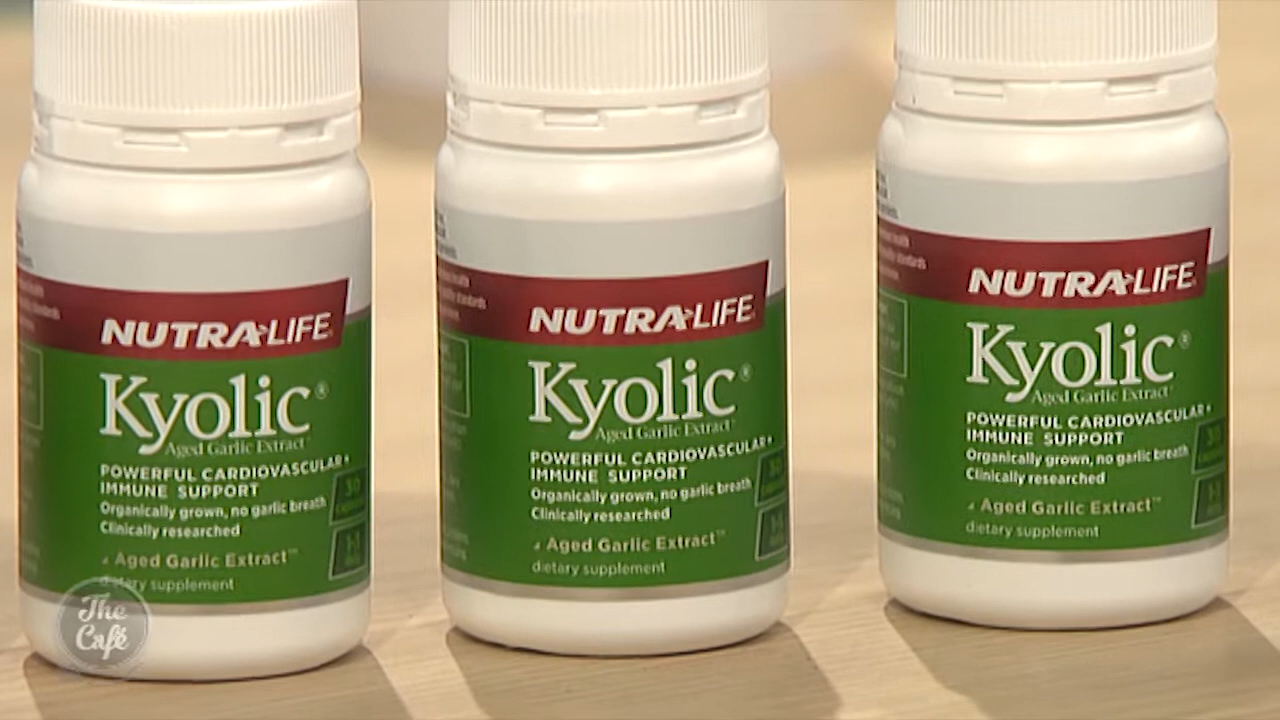 NUTRA-LIFE
Kyolic®
Aged Garlic Extract™
POWERFUL CARDIOVASCULAR+
IMMUNE SUPPORT
Organically grown, no garlic breath
Clinically researched
Aged Garlic Extract™
dietary supplement
30
NUTRA-LIFE
Kyolic®
Aged Garlic Extract™
POWERFUL CARDIOVASCULAR+
IMMUNE SUPPORT
Organically grown, no garlic breath
Clinically researched
Aged Garlic Extract™
dietary supplement
30
NUTRA-LIFE
Kyolic®
Aged Garlic Extract™
POWERFUL CARDIOVASCULAR+
IMMUNE SUPPORT
Organically grown, no garlic breath
Clinically researched
Aged Garlic Extract™
dietary supplement
30
The
Café